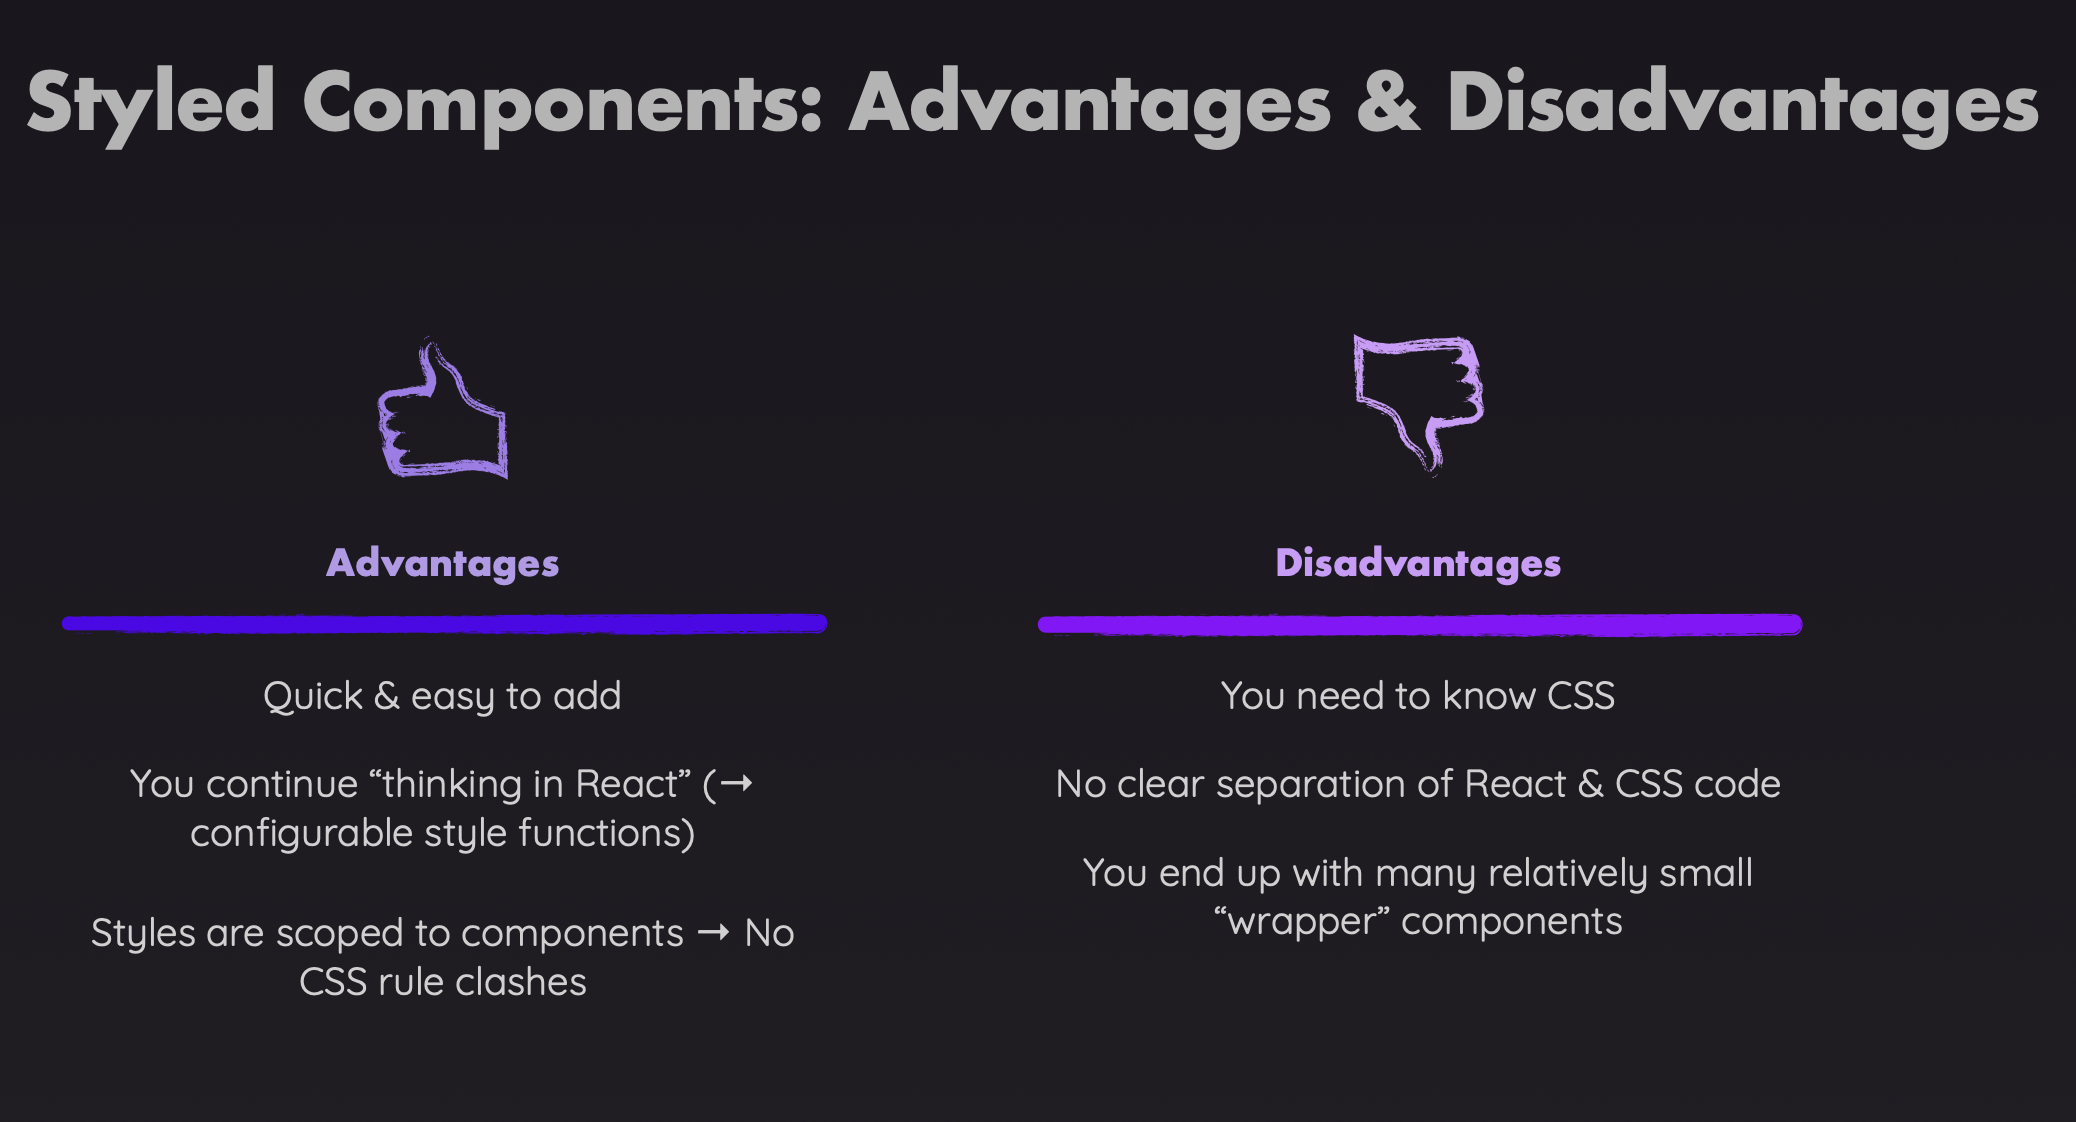 Styled Components: Advantages & Disadvantages
Advantages
Quick & easy to add
You continue “thinking in React” (→
configurable style functions)
Styles are scoped to components → No
CSS rule clashes
Disadvantages
You need to know CSS
No clear separation of React & CSS code
You end up with many relatively small
“wrapper” components